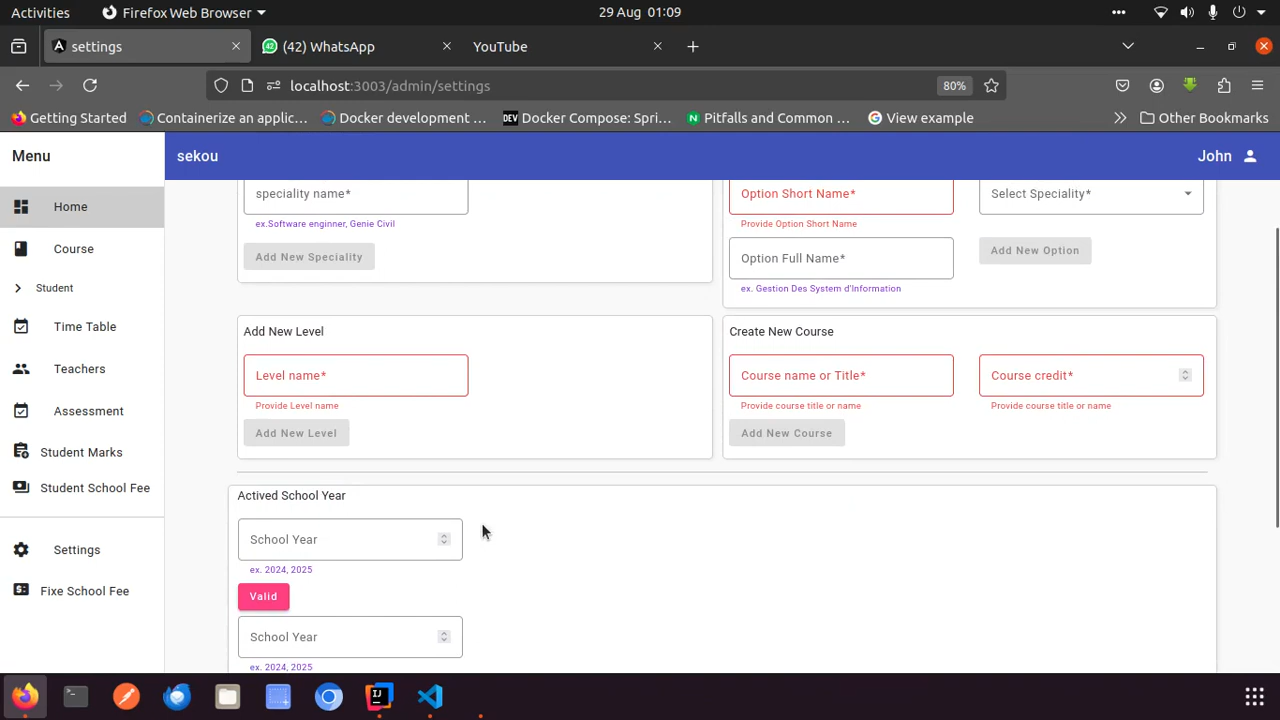 Activities
Firefox Web Browser
29 Aug 01:09
settings
42
(42) WhatsApp
YouTube
localhost:3003/admin/settings
80%
Getting Started
Containerize an applic...
Docker development ...
DEV
Docker Compose: Spri...
N
Pitfalls and Common ...
View example
Other Bookmarks
Menu
sekou
John
Home
Course
Student
Time Table
Teachers
Assessment
Student Marks
Student School Fee
Settings
Fixe School Fee
speciality name*
ex.Software enginner, Genie Civil
Add New Speciality
Option Short Name*
Provide Option Short Name
Select Speciality*
Option Full Name*
ex. Gestion Des System d'Information
Add New Option
Add New Level
Level name*
Provide Level name
Add New Level
Create New Course
Course name or Title*
Provide course title or name
Course credit*
Provide course title or name
Add New Course
Actived School Year
School Year
ex. 2024, 2025
Valid
School Year
ex. 2024, 2025
IJ